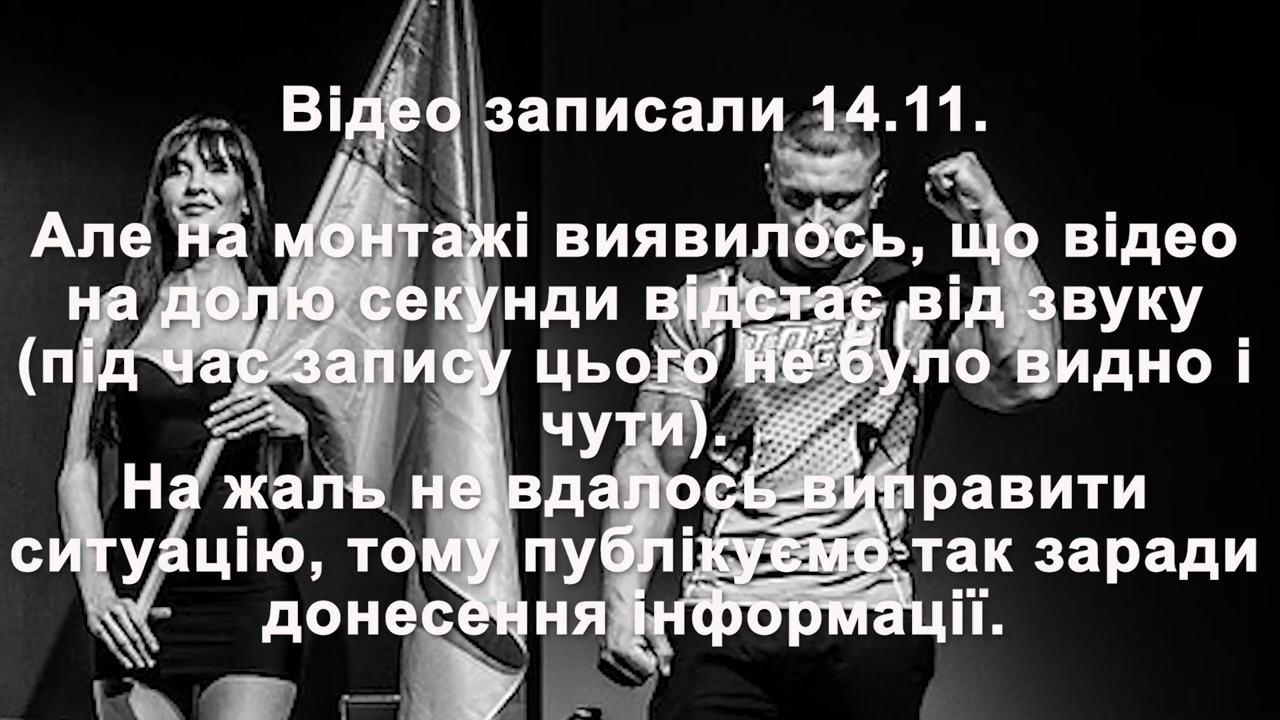 Відео записали 14.11.
Але на монтажі виявилось, що відео
на долю секунди відстає від звуку
(під час запису цього не було видно і
чути).
На жаль не вдалось виправити
ситуацію, тому публікуємо так заради
донесення інформації.